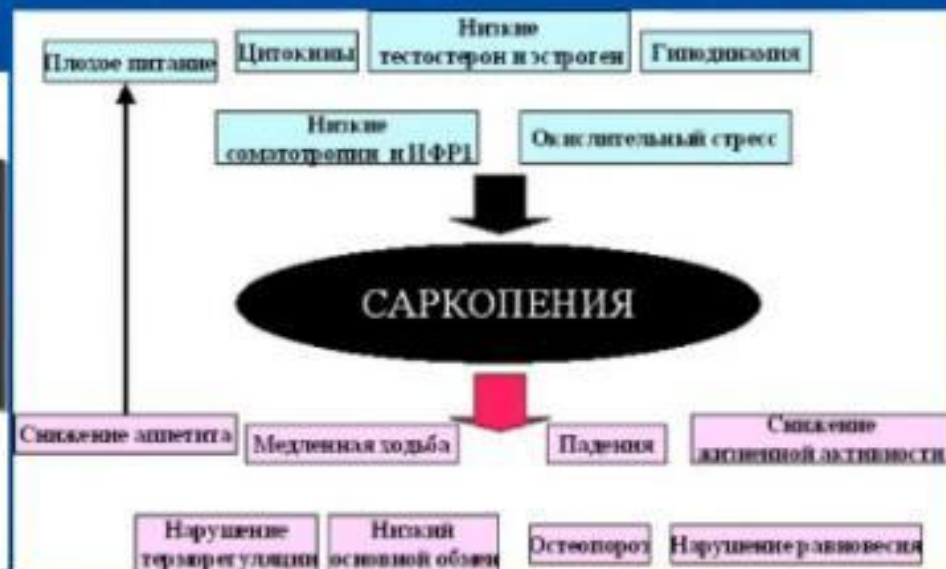 Плохое питание
Цитокины
Низкие
тестостерон и эстроген
Гиподинамия
Низкие
соматотропин и ИФР1
Окислительный стресс
САРКОПЕНИЯ
Снижение аппетита
Медленная ходьба
Падения
Снижение
жизненной активности
Нарушение
терморегуляции
Низкий
основной обмен
Остеопороз
Нарушение равновесия